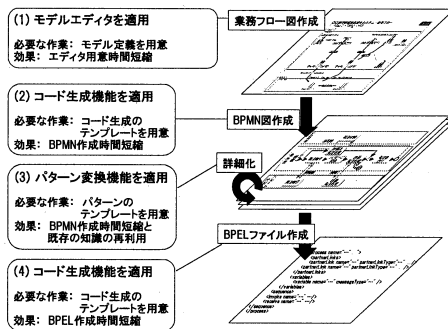 (1) モデルエディタを適用
必要な作業: モデル定義を用意
効果: エディタ用意時間短縮
(2) コード生成機能を適用
必要な作業: コード生成の
テンプレートを用意
効果: BPMN作成時間短縮
(3) パターン変換機能を適用
必要な作業: パターンの
テンプレートを用意
効果: BPMN作成時間短縮と
既存の知識の再利用
(4) コード生成機能を適用
必要な作業: コード生成の
テンプレートを用意
効果: BPEL作成時間短縮
業務フロー図作成
BPMN図作成
詳細化
BPELファイル作成